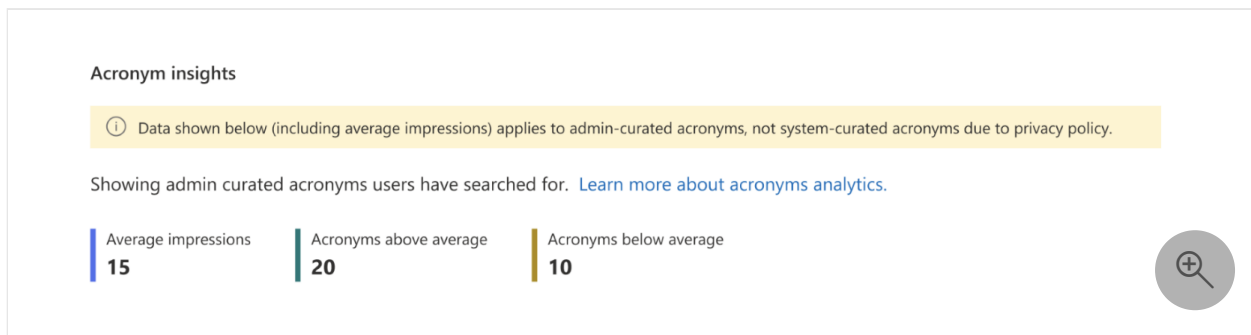 Acronym insights
Data shown below (including average impressions) applies to admin-curated acronyms, not system-curated acronyms due to privacy policy.
Showing admin curated acronyms users have searched for. Learn more about acronyms analytics.
Average impressions
15
Acronyms above average
20
Acronyms below average
10